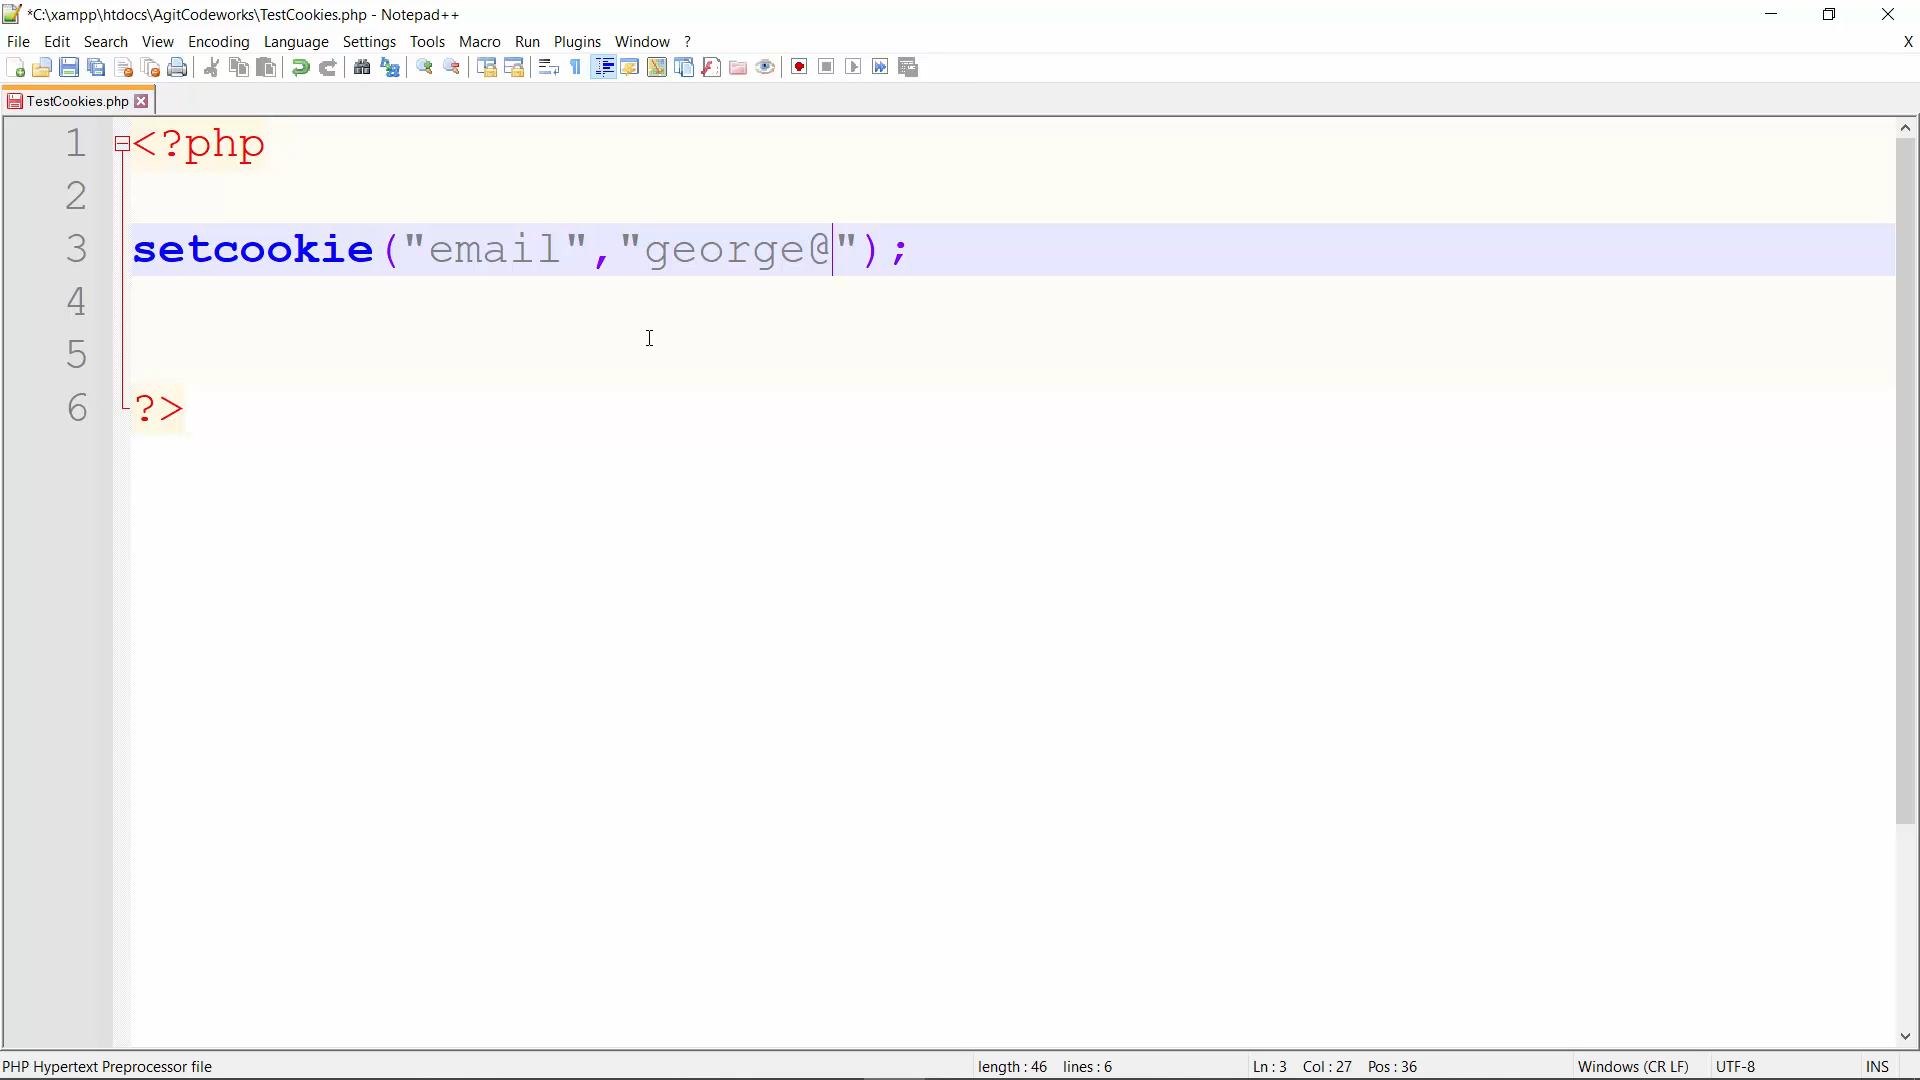 *C:\xampp\htdocs\AgitCodeworks\TestCookies.php - Notepad++
File Edit Search View Encoding Language Settings Tools Macro Run Plugins Window ? X
TestCookies.php
1 <?php
2
3 setcookie("email","george@");
4
5
6 ?>
PHP Hypertext Preprocessor file length : 46 lines : 6 Ln : 3 Col : 27 Pos : 36 Windows (CR LF) UTF-8 INS